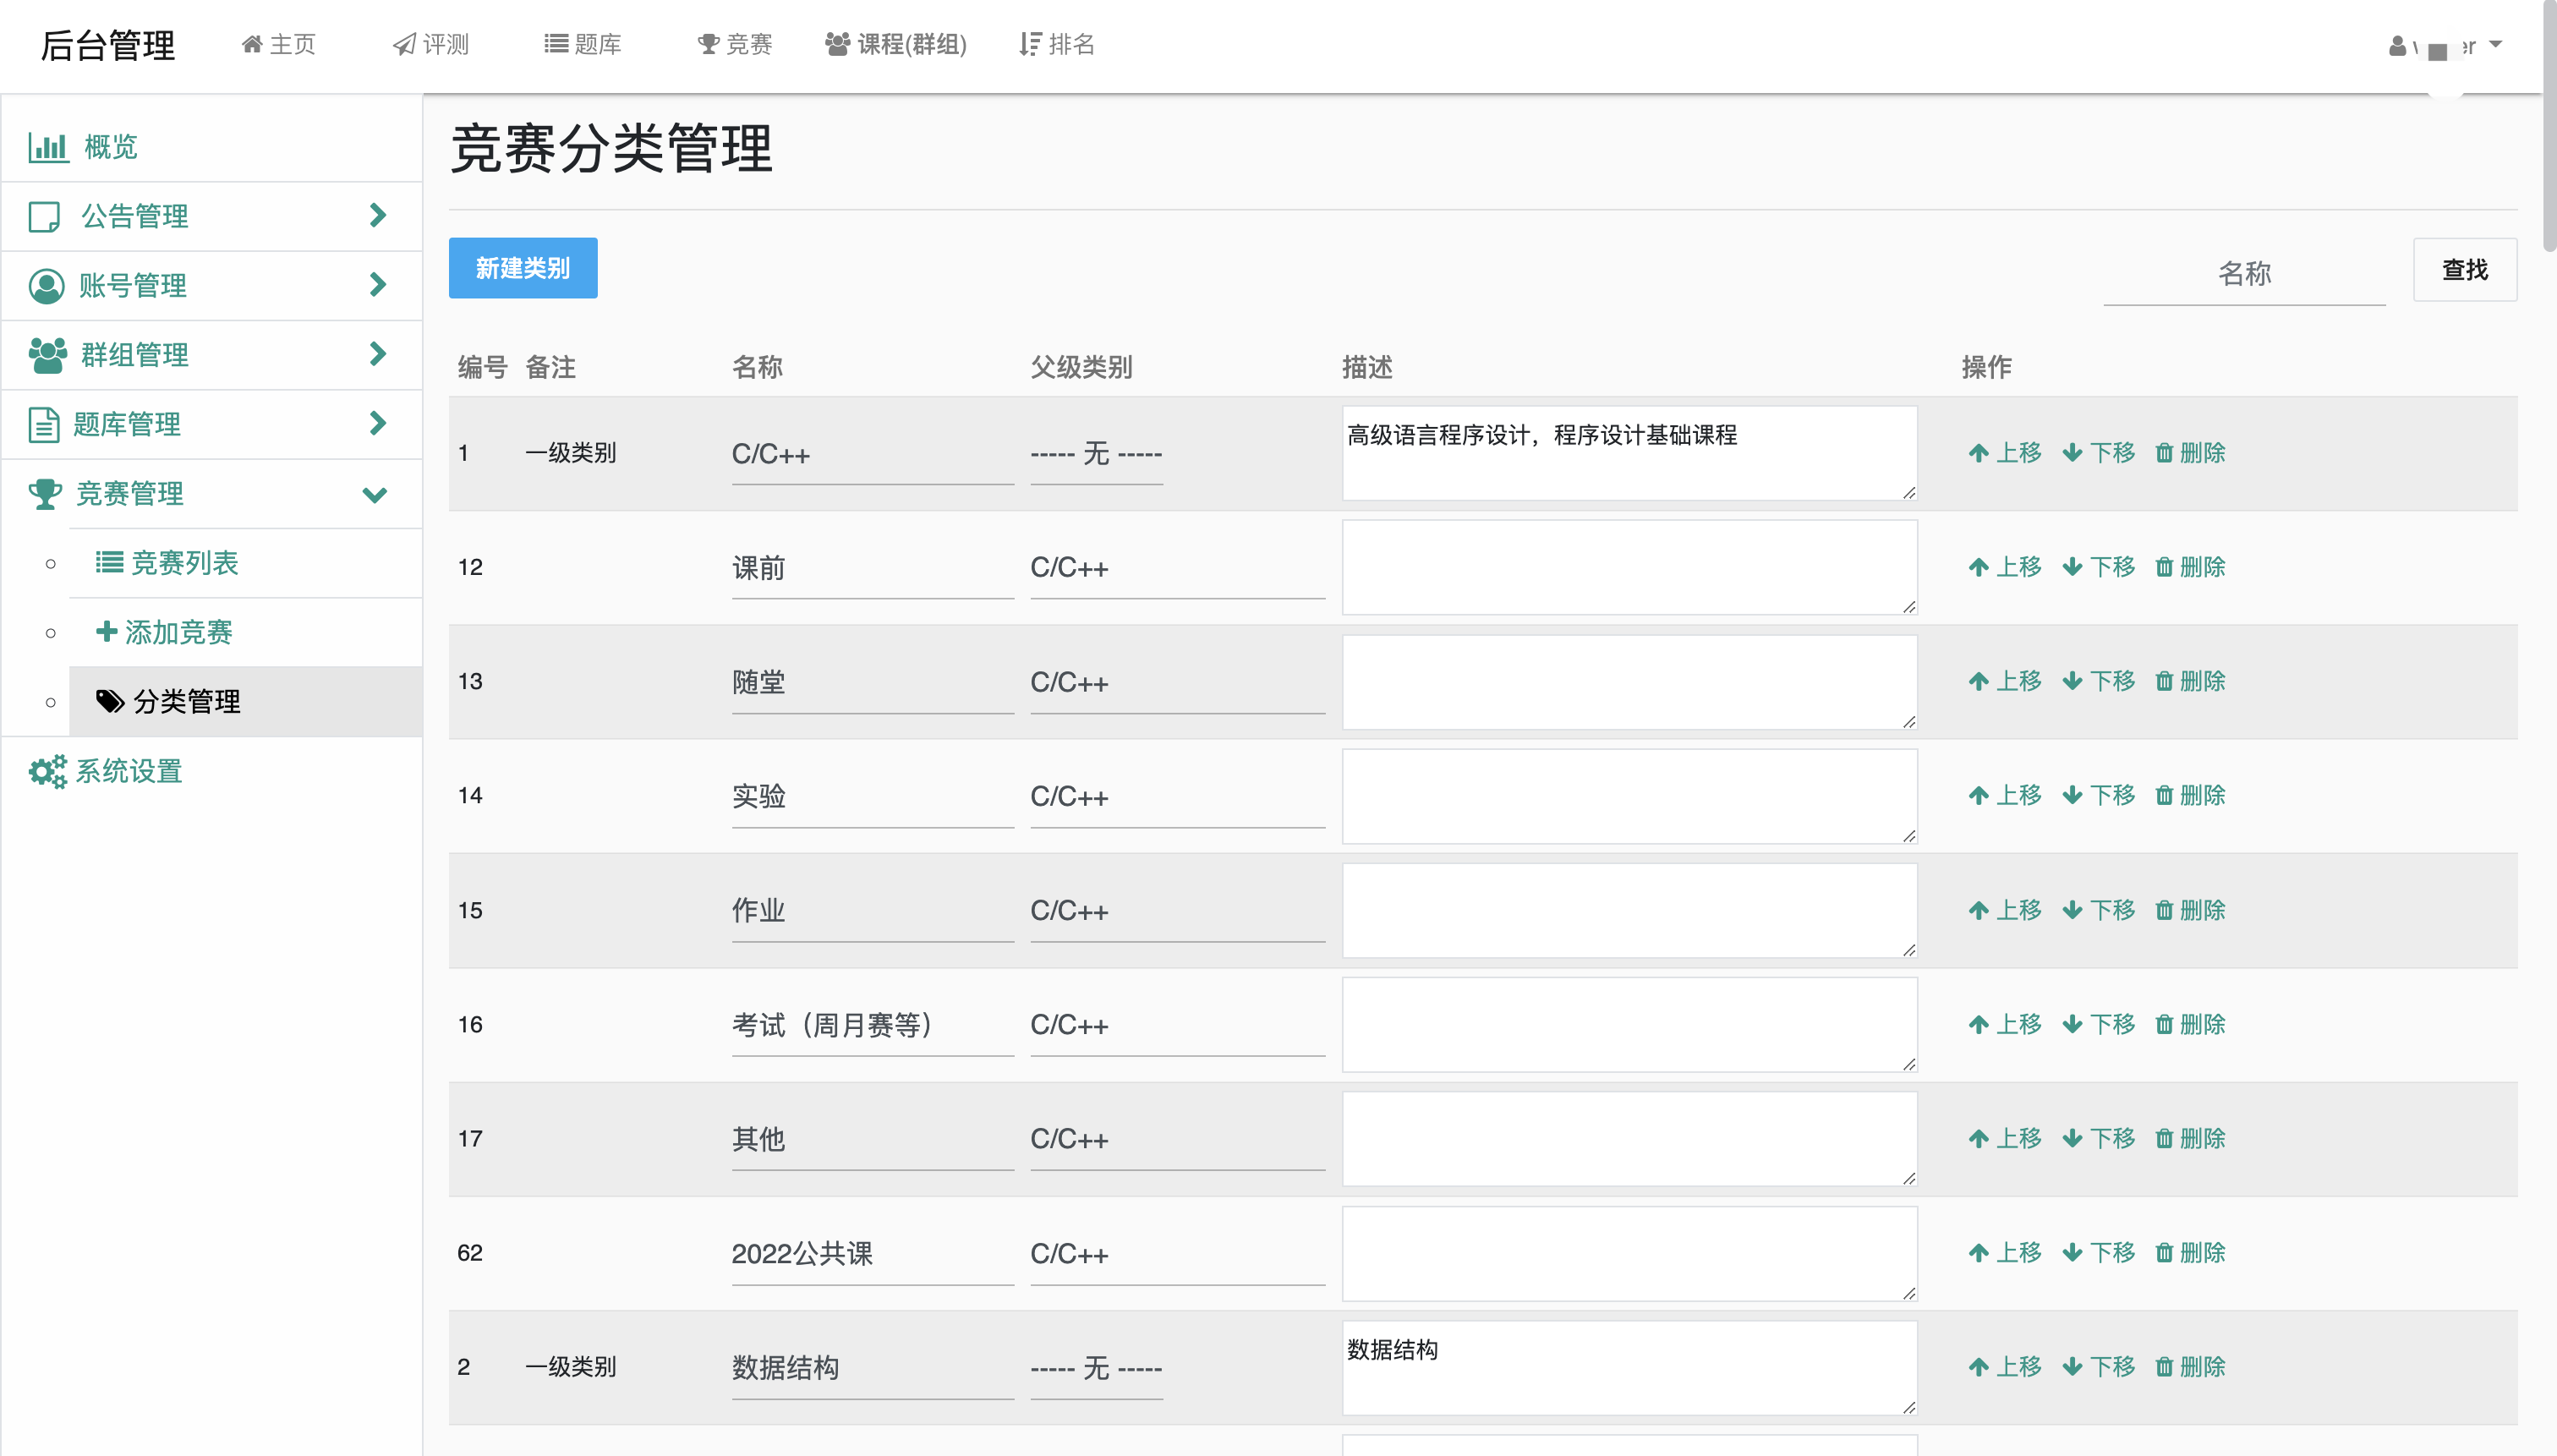 后台管理 主页 评测 题库 竞赛 课程(群组) 排名
概览
公告管理
账号管理
群组管理
题库管理
竞赛管理
竞赛列表
添加竞赛
分类管理
系统设置
竞赛分类管理
新建类别 名称 查找
编号 备注 名称 父级类别 描述 操作
1 一级类别 C/C++ ----- 无 ----- 高级语言程序设计，程序设计基础课程 上移 下移 删除
12 课前 C/C++ 上移 下移 删除
13 随堂 C/C++ 上移 下移 删除
14 实验 C/C++ 上移 下移 删除
15 作业 C/C++ 上移 下移 删除
16 考试（周月赛等） C/C++ 上移 下移 删除
17 其他 C/C++ 上移 下移 删除
62 2022公共课 C/C++ 上移 下移 删除
2 一级类别 数据结构 ----- 无 ----- 数据结构 上移 下移 删除